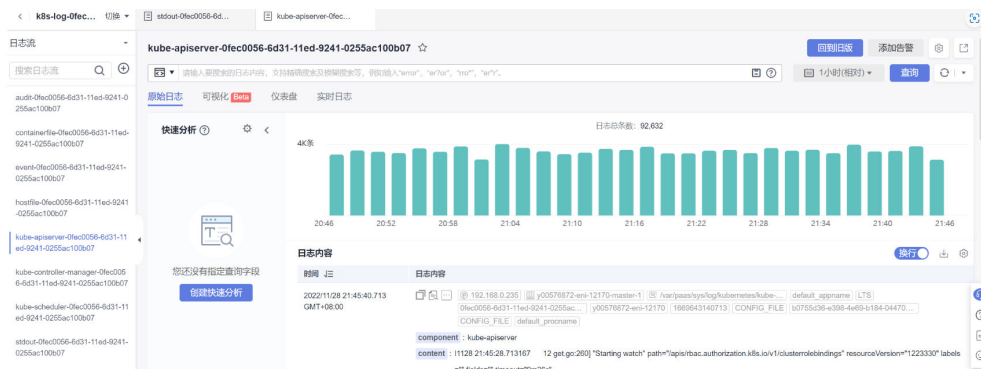 k8s-log-0fec... 切换
stdout-0fec0056-6d...
kube-apiserver-0fec...
日志流
搜索日志流
audit-0fec0056-6d31-11ed-9241-0
255ac100b07
containerfile-0fec0056-6d31-11ed-
9241-0255ac100b07
event-0fec0056-6d31-11ed-9241-
0255ac100b07
hostfile-0fec0056-6d31-11ed-9241
-0255ac100b07
kube-apiserver-0fec0056-6d31-11
ed-9241-0255ac100b07
kube-controller-manager-0fec005
6-6d31-11ed-9241-0255ac100b07
kube-scheduler-0fec0056-6d31-11
ed-9241-0255ac100b07
stdout-0fec0056-6d31-11ed-9241-
0255ac100b07
kube-apiserver-0fec0056-6d31-11ed-9241-0255ac100b07
回到旧版 添加告警
请输入要搜索的日志内容，支持精确搜索及模糊搜索等，例如输入"error"、"er?or"、"rro*"、"er*r"。
1小时(相对) 查询
原始日志 可视化 Beta 仪表盘 实时日志
快速分析
您还没有指定查询字段
创建快速分析
日志总条数：92,632
4K条
20:46 20:52 20:58 21:04 21:10 21:16 21:22 21:28 21:34 21:40 21:46
日志内容
换行
时间 日志内容
2022/11/28 21:45:40.713
GMT+08:00
192.168.0.235 y00576872-eni-12170-master-1 /var/paas/sys/log/kubernetes/kube-... default_appname LTS
0fec0056-6d31-11ed-9241-0255ac... y00576872-eni-12170 1669643140713 CONFIG_FILE b0755d36-e398-4e69-b184-04470...
CONFIG_FILE default_procname
component : kube-apiserver
content : I1128 21:45:28.713167 12 get.go:260] "Starting watch" path="/apis/rbac.authorization.k8s.io/v1/clusterrolebindings" resourceVersion="1223330" labels